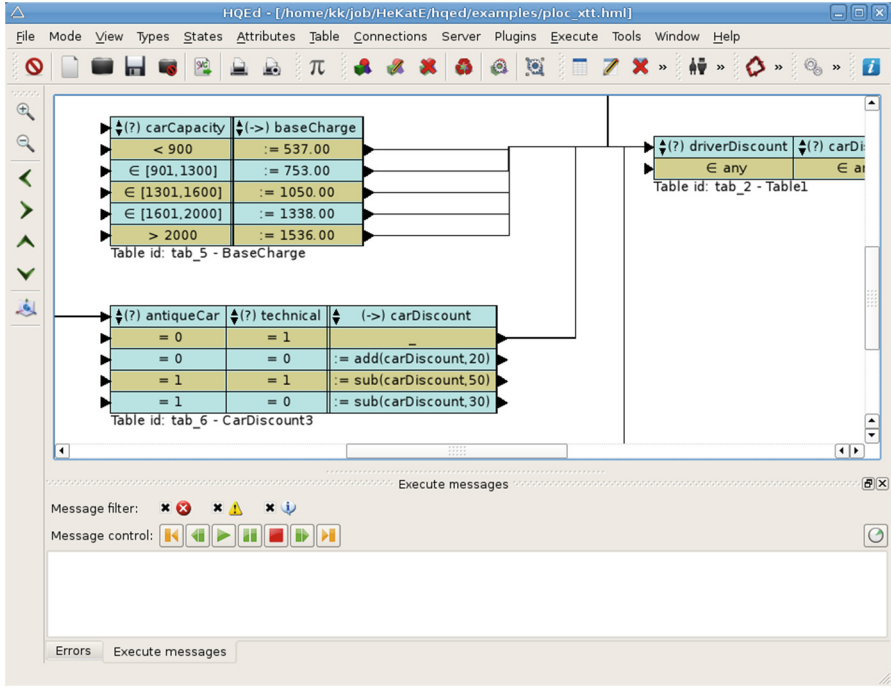 HQEd - [/home/kk/job/HeKatE/hqed/examples/ploc_xtt.hml]
File Mode View Types States Attributes Table Connections Server Plugins Execute Tools Window Help
π » » » »
(?) carCapacity (->) baseCharge
< 900 := 537.00
∈ [901,1300] := 753.00
∈ [1301,1600] := 1050.00
∈ [1601,2000] := 1338.00
> 2000 := 1536.00
Table id: tab_5 - BaseCharge
(?) driverDiscount (?) carDi
∈ any ∈ a
Table id: tab_2 - Table1
(?) antiqueCar (?) technical (->) carDiscount
= 0 = 1 _
= 0 = 0 := add(carDiscount,20)
= 1 = 1 := sub(carDiscount,50)
= 1 = 0 := sub(carDiscount,30)
Table id: tab_6 - CarDiscount3
Execute messages
Message filter:
Message control:
Errors Execute messages